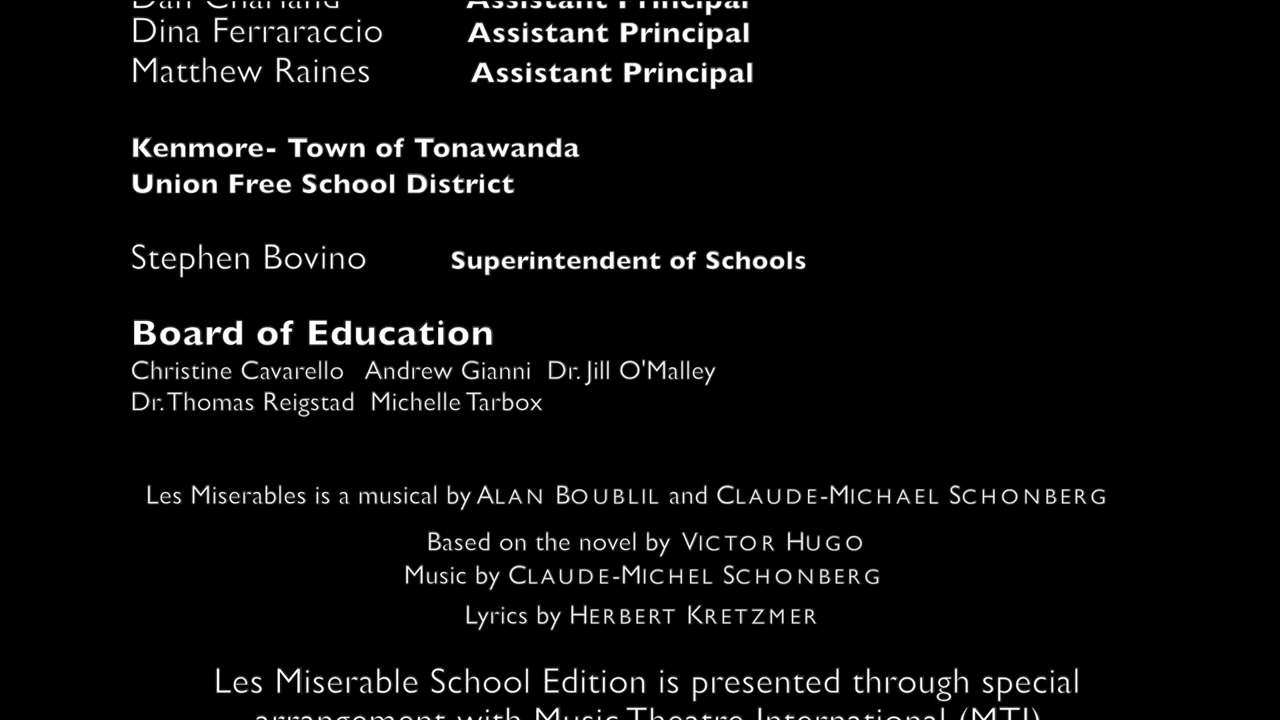 Dan Charland Assistant Principal
Dina Ferraraccio Assistant Principal
Matthew Raines Assistant Principal
Kenmore- Town of Tonawanda
Union Free School District
Stephen Bovino Superintendent of Schools
Board of Education
Christine Cavarello Andrew Gianni Dr. Jill O'Malley
Dr. Thomas Reigstad Michelle Tarbox
Les Miserables is a musical by ALAN BOUBLIL and CLAUDE-MICHAEL SCHONBERG
Based on the novel by VICTOR HUGO
Music by CLAUDE-MICHEL SCHONBERG
Lyrics by HERBERT KRETZMER
Les Miserable School Edition is presented through special
arrangement with Music Theatre International (MTI)